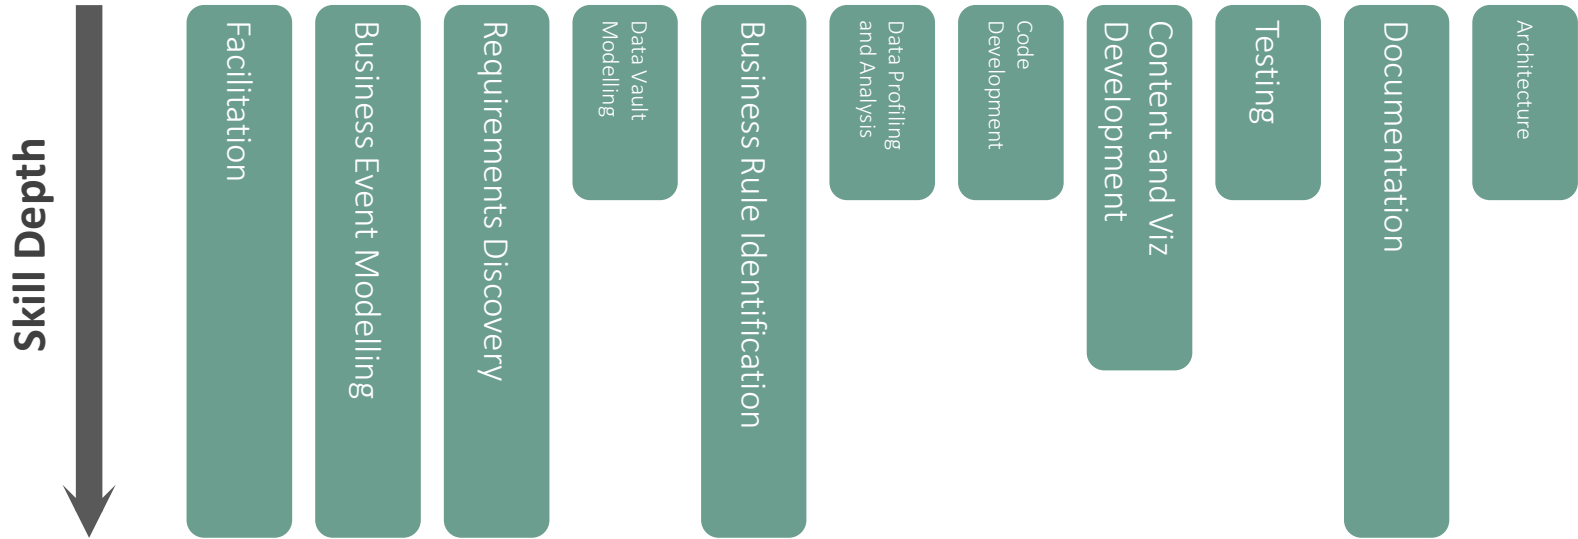 Skill Depth
Facilitation
Business Event Modelling
Requirements Discovery
Data Vault
Modelling
Business Rule Identification
Data Profiling
and Analysis
Code
Development
Content and Viz
Development
Testing
Documentation
Architecture